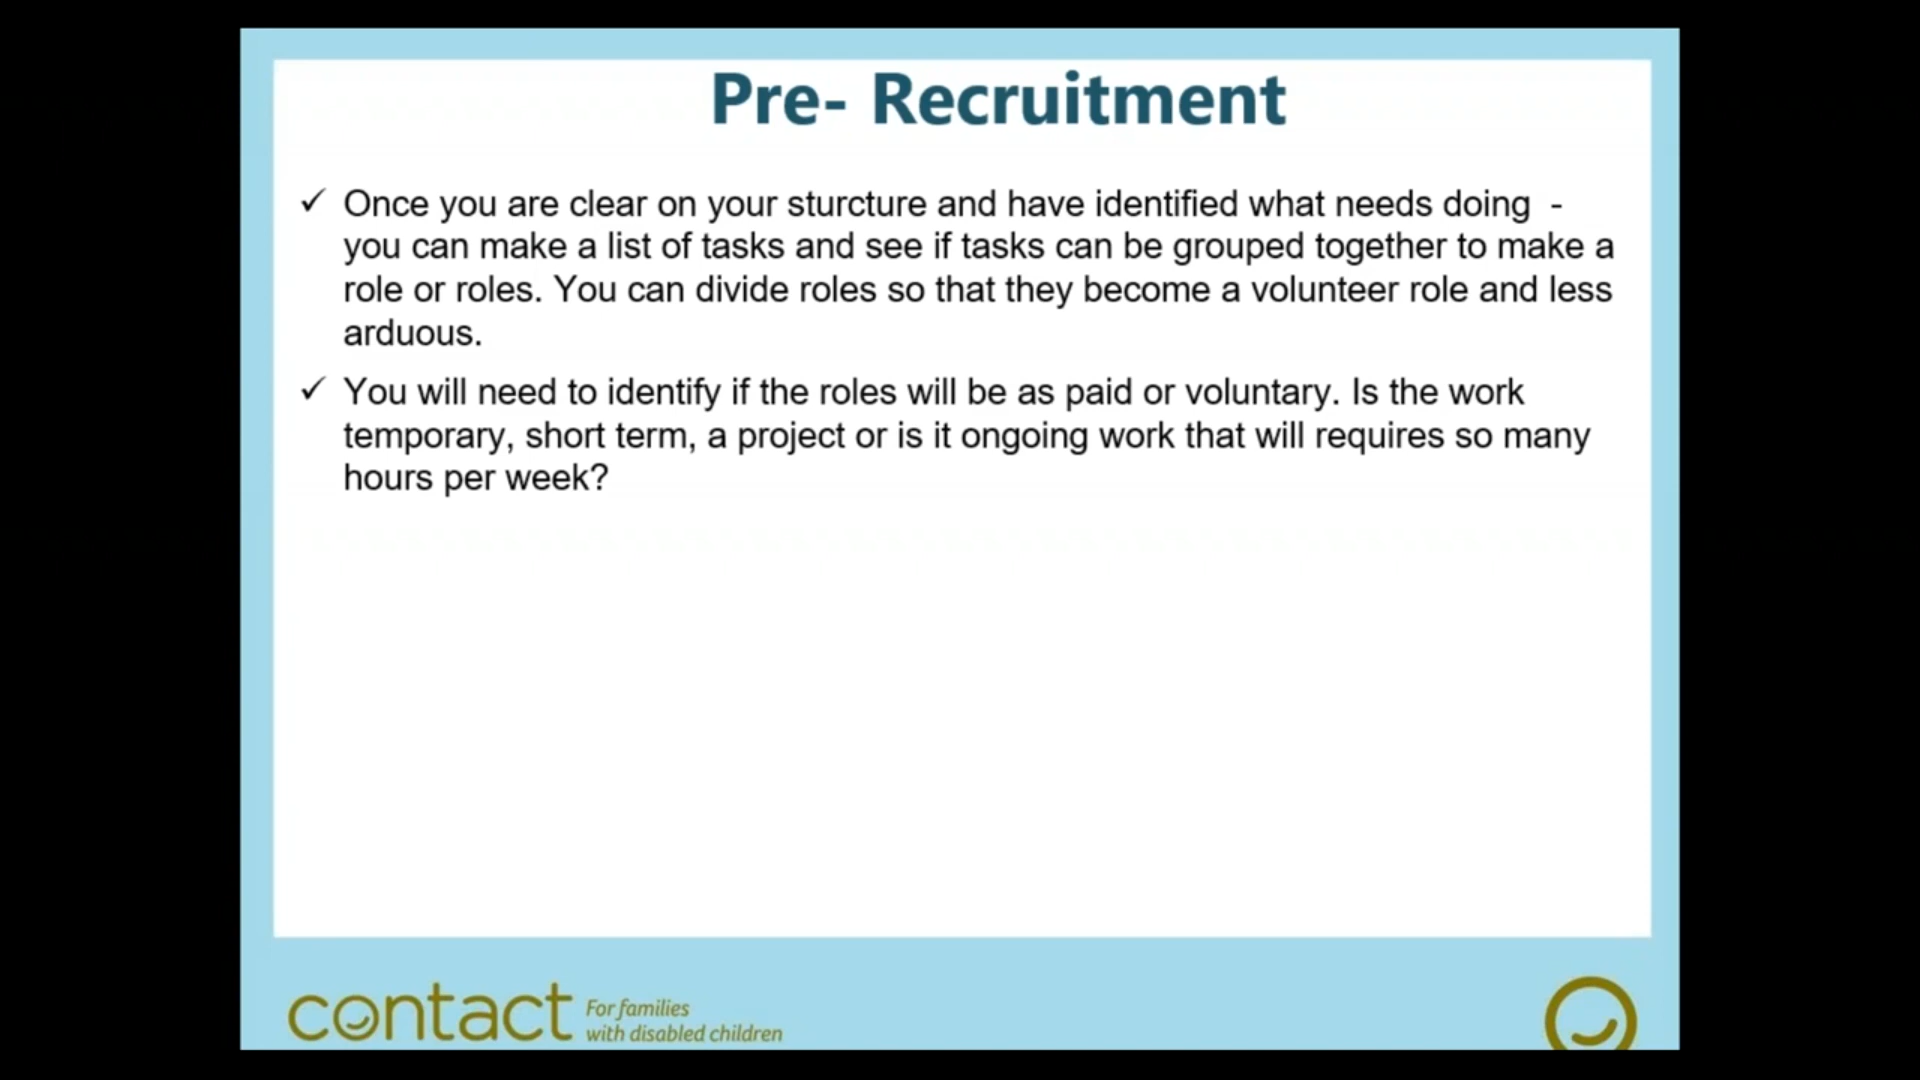 Pre- Recruitment
✓ Once you are clear on your sturcture and have identified what needs doing  -
you can make a list of tasks and see if tasks can be grouped together to make a
role or roles. You can divide roles so that they become a volunteer role and less
arduous.
✓ You will need to identify if the roles will be as paid or voluntary. Is the work
temporary, short term, a project or is it ongoing work that will requires so many
hours per week?
contact
For families
with disabled children